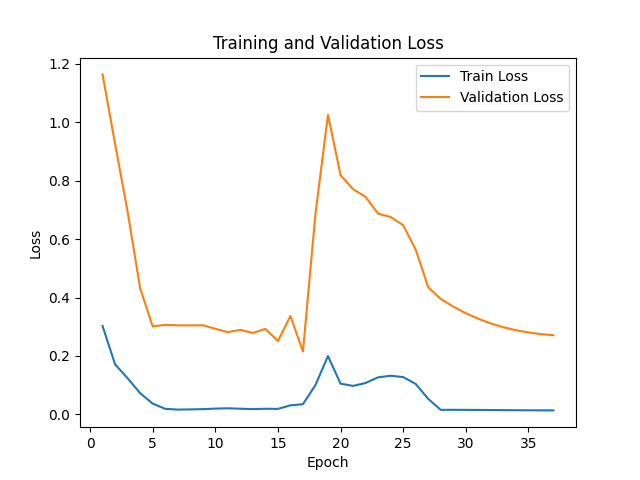 Training and Validation Loss
Train Loss
Validation Loss
Loss
1.2
1.0
0.8
0.6
0.4
0.2
0.0
0 5 10 15 20 25 30 35
Epoch